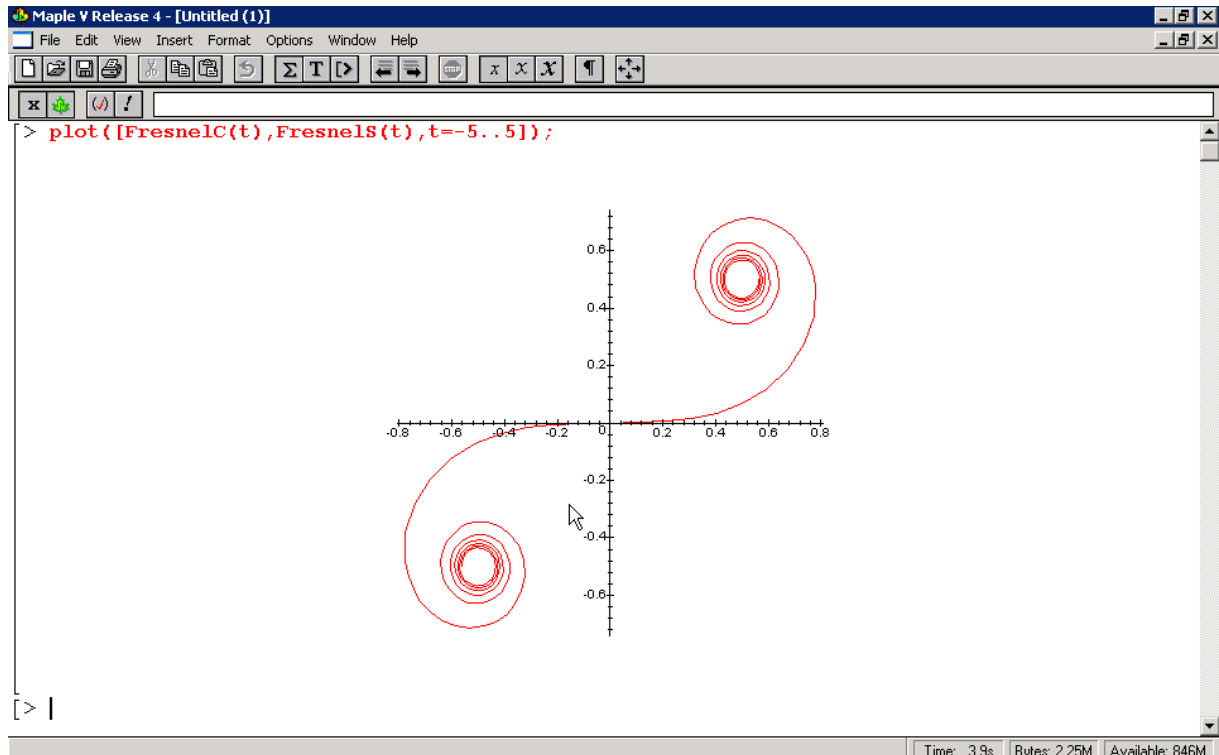 Maple V Release 4 - [Untitled (1)]
File Edit View Insert Format Options Window Help
Σ T [> STOP x x x ¶
x (√) !
[> plot([FresnelC(t),FresnelS(t),t=-5..5]);
0.6
0.4
0.2
-0.8 -0.6 -0.4 -0.2 0 0.2 0.4 0.6 0.8
-0.2
-0.4
-0.6
[>
Time: 3.9s Bytes: 2.25M Available: 846M